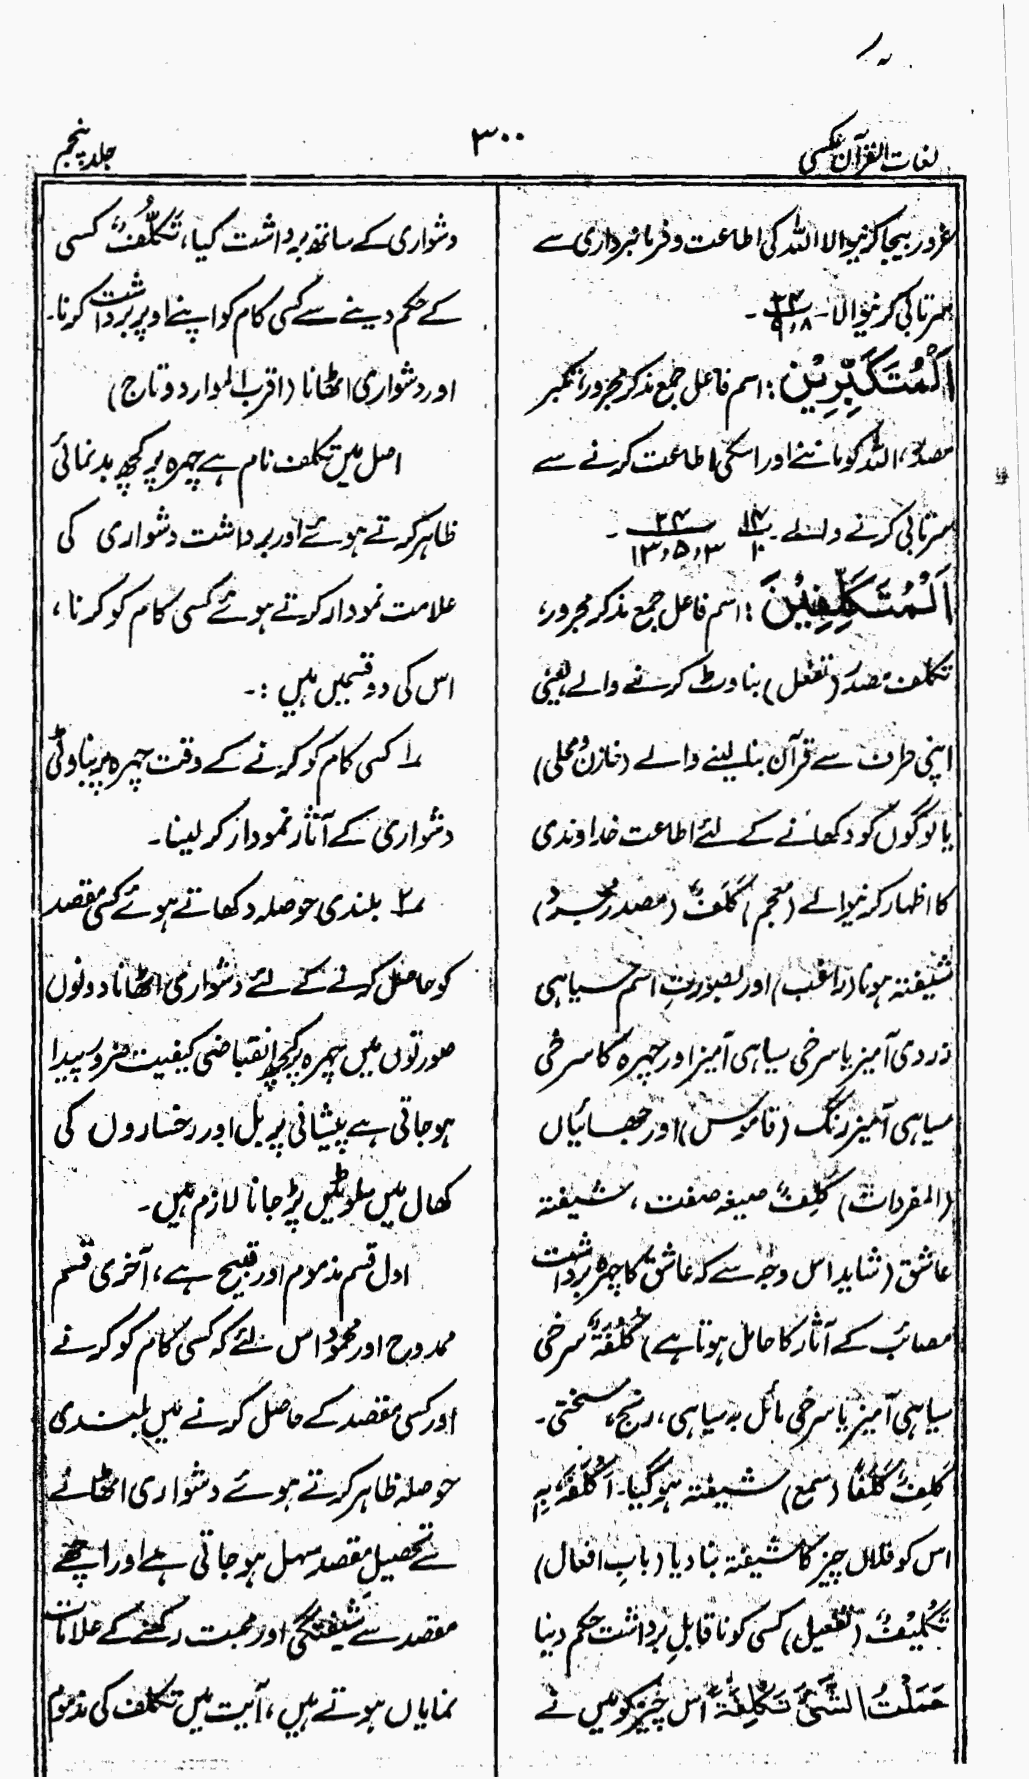 لغات القرآن عکسی
۳۰۰
جلد پنجم
غرور بیجا کرنیوالا اللہ کی اطاعت و فرمانبرداری سے
سرتابی کرنیوالا۔ ۲۴ / ۹،۸ ۔
اَلْمُتَکَبِّرِیْنَ : اسم فاعل جمع مذکر مجرور، تکبر
مصدر، اللہ کو ماننے اور اسکی اطاعت کرنے سے
سرتابی کرنے والے۔ ۱۴ / ۱۰ ۲۴ / ۱۳،۵،۳ ۔
اَلْمُتَکَلِّفِیْنَ : اسم فاعل جمع مذکر مجرور،
تکلف مصدر (تفعل) بناوٹ کرنے والے یعنی
اپنی طرف سے قرآن بنا لینے والے (خازن و محلی)
یا لوگوں کو دکھانے کے لئے اطاعت خداوندی
کا اظہار کرنیوالے (معجم) کَلَفٌ (مصدر مجرد)
شیفتہ ہونا (راغب) اور بصورتِ اسم سیاہی
زردی آمیز یا سرخی سیاہی آمیز اور چہرہ کا سرخی
سیاہی آمیز رنگ (قاموس) اور جھائیاں
(المفردات) کَلِفٌ صیغہ صفت، شیفتہ
عاشق (شاید اس وجہ سے کہ عاشق کا چہرہ برداشت
مصائب کے آثار کا حامل ہوتا ہے) کُلْفَۃٌ سرخی
سیاہی آمیز یا سرخی مائل بہ سیاہی، رنج، سختی۔
کَلِفَ کَلَفًا (سمع) شیفتہ ہوگیا۔ اَکْلَفَہٗ بِہٖ
اس کو فلاں چیز کا شیفتہ بنا دیا (باب افعال)
تَکْلِیْفٌ (تفعیل) کسی کو ناقابلِ برداشت حکم دینا
حَمَلْتُ الشَّیْءَ تَکْلِفَۃً اس چیز کو میں نے
دشواری کے ساتھ برداشت کیا، تَکَلُّفٌ کسی
کے حکم دینے سے کسی کام کو اپنے اوپر برداشت کرنا۔
اور دشواری اٹھانا (اقرب الموارد و تاج)
اصل میں تکلف نام ہے چہرہ پر کچھ بدنمائی
ظاہر کرتے ہوئے اور برداشت دشواری کی
علامت نمودار کرتے ہوئے کسی کام کو کرنا،
اس کی دو قسمیں ہیں :۔
۱؎ کسی کام کو کرنے کے وقت چہرہ پر بناوٹی
دشواری کے آثار نمودار کر لینا۔
۲؎ بلندی حوصلہ دکھاتے ہوئے کسی مقصد
کو حاصل کرنے کے لئے دشواری اٹھانا دونوں
صورتوں میں چہرہ پر کچھ انقباضی کیفیت ضرور پیدا
ہوجاتی ہے پیشانی پر بل اور رخساروں کی
کھال میں سلوٹیں پڑ جانا لازم ہیں۔
اول قسم مذموم اور قبیح ہے، آخری قسم
ممدوح اور محمود اس لئے کہ کسی کام کو کرنے
اور کسی مقصد کے حاصل کرنے میں بلندی
حوصلہ ظاہر کرتے ہوئے دشواری اٹھانے
سے تحصیل مقصد سہل ہوجاتی ہے اور اچھے
مقصد سے شیفتگی اور محبت رکھنے کے علامات
نمایاں ہوتے ہیں، آیت میں تکلف کی مذموم